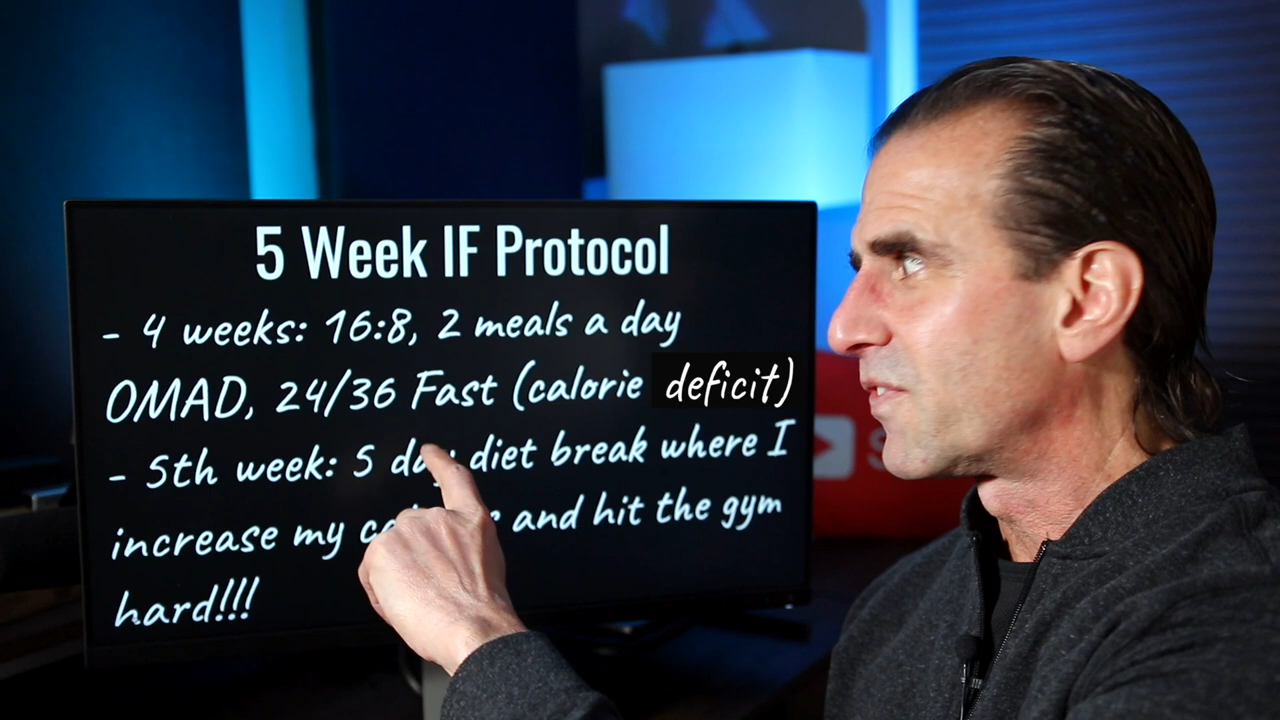 5 Week IF Protocol
- 4 weeks: 16:8, 2 meals a day
OMAD, 24/36 Fast (calorie deficit)
- 5th week: 5 day diet break where I
increase my and hit the gym
hard!!!